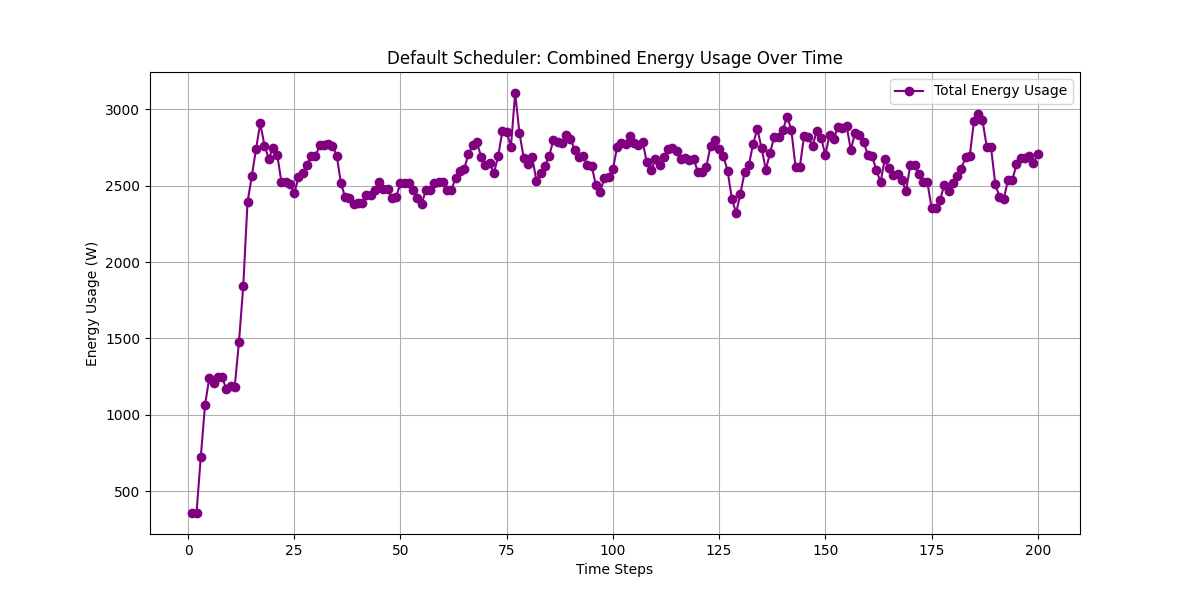 Default Scheduler: Combined Energy Usage Over Time
Total Energy Usage
Energy Usage (W)
3000
2500
2000
1500
1000
500
0 25 50 75 100 125 150 175 200
Time Steps